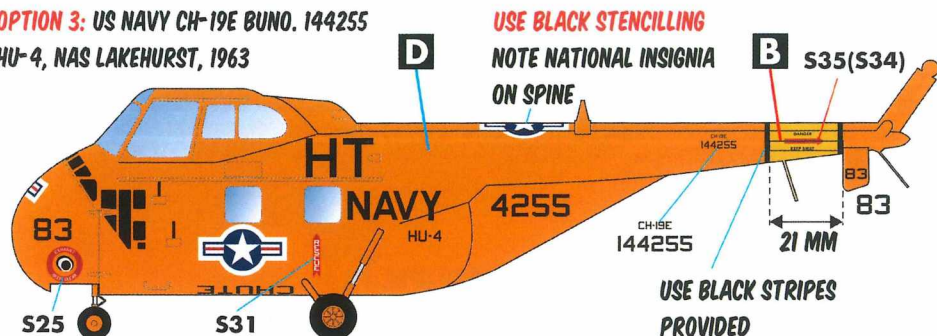 OPTION 3: US NAVY CH-19E BUNO. 144255
HU-4, NAS LAKEHURST, 1963
USE BLACK STENCILLING
NOTE NATIONAL INSIGNIA
ON SPINE
D
B
S35(S34)
HT
NAVY
HU-4
4255
CH-19E
144255
DANGER
KEEP AWAY
83
83
83
CH-19E
144255
21 MM
RESCUE
CHUTE
S25
S31
USE BLACK STRIPES
PROVIDED